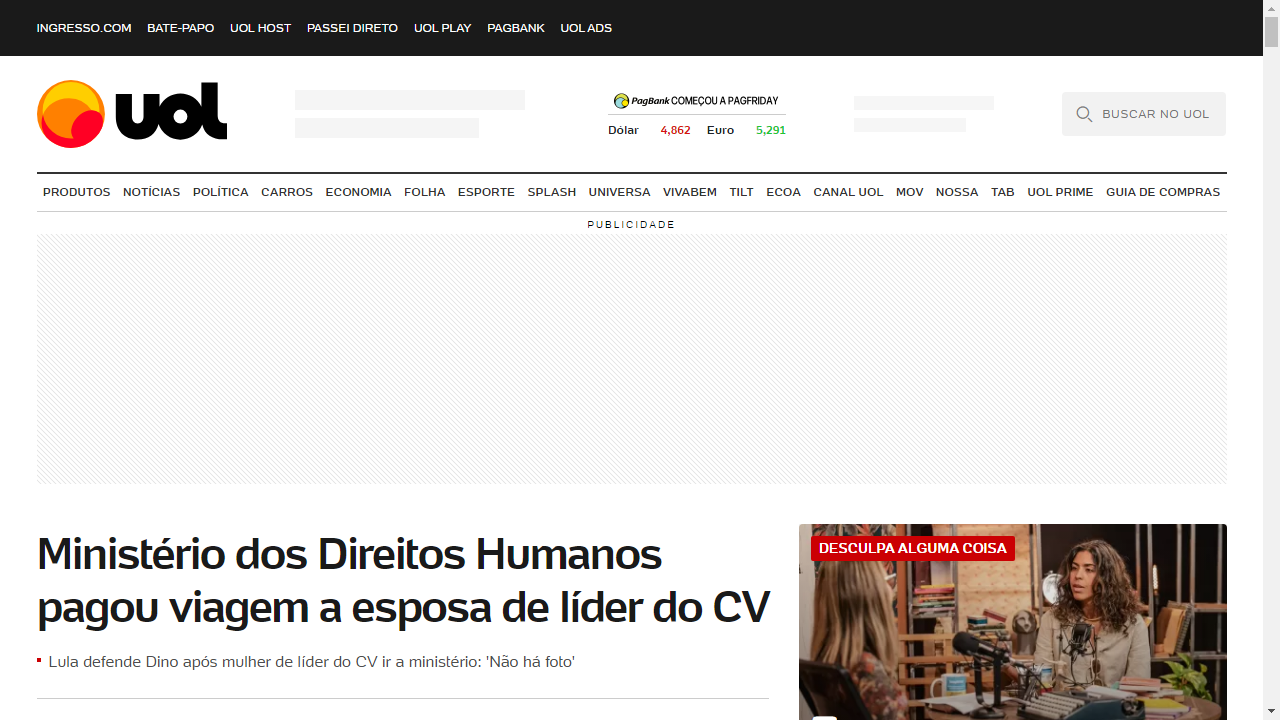 INGRESSO.COM BATE-PAPO UOL HOST PASSEI DIRETO UOL PLAY PAGBANK UOL ADS
uol
PagBank COMEÇOU A PAGFRIDAY
Dólar 4,862 Euro 5,291
BUSCAR NO UOL
PRODUTOS NOTÍCIAS POLÍTICA CARROS ECONOMIA FOLHA ESPORTE SPLASH UNIVERSA VIVABEM TILT ECOA CANAL UOL MOV NOSSA TAB UOL PRIME GUIA DE COMPRAS
PUBLICIDADE
Ministério dos Direitos Humanos
pagou viagem a esposa de líder do CV
Lula defende Dino após mulher de líder do CV ir a ministério: 'Não há foto'
DESCULPA ALGUMA COISA